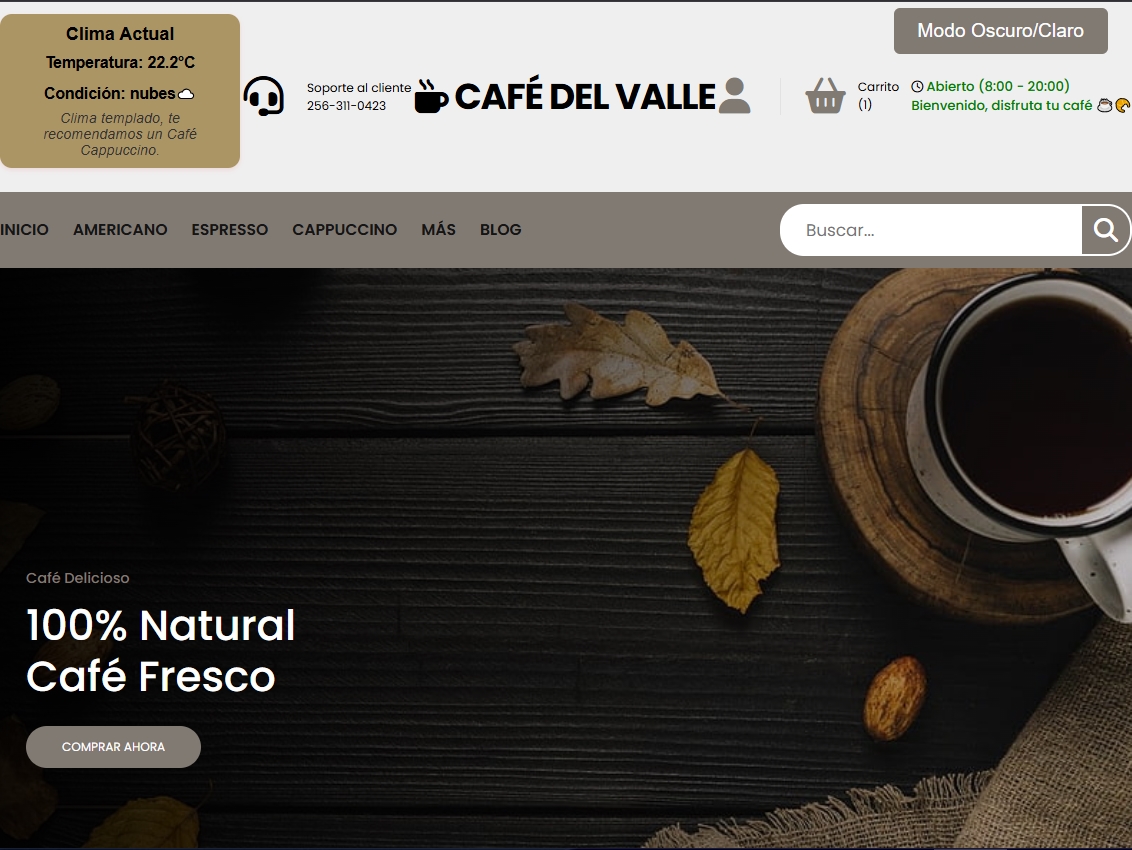 Clima Actual
Temperatura: 22.2°C
Condición: nubes☁️
Clima templado, te
recomendamos un Café
Cappuccino.
Modo Oscuro/Claro
Soporte al cliente
256-311-0423
CAFÉ DEL VALLE
Carrito
(1)
Abierto (8:00 - 20:00)
Bienvenido, disfruta tu café ☕🥐
INICIO AMERICANO ESPRESSO CAPPUCCINO MÁS BLOG
Buscar...
Café Delicioso
100% Natural
Café Fresco
COMPRAR AHORA